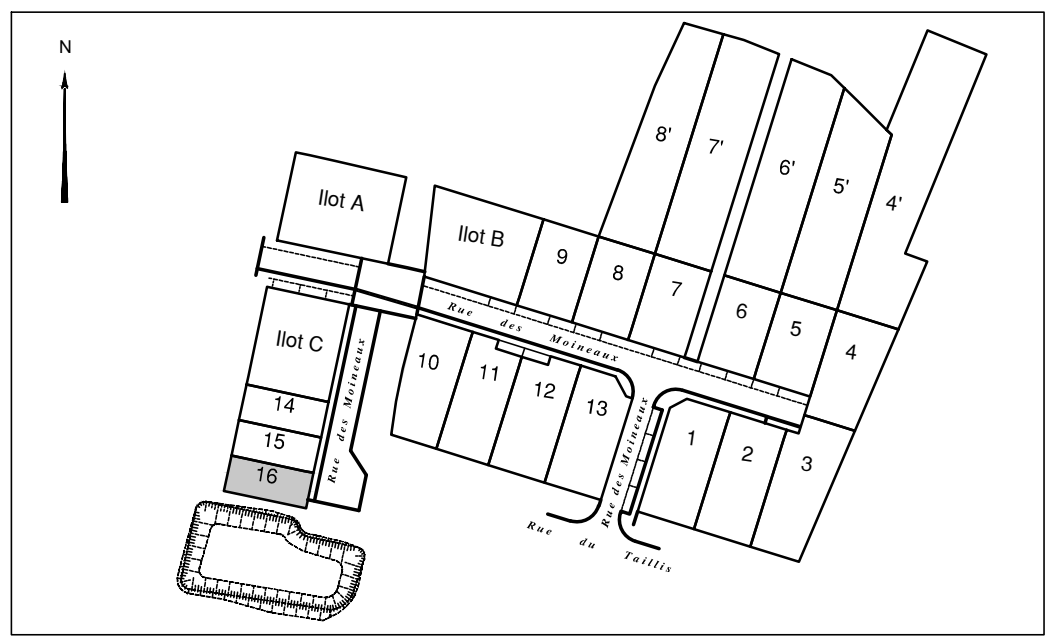 N
8'
7'
6'
5'
4'
Ilot A
Ilot B
9
8
7
6
5
4
Rue des Moineaux
Ilot C
14
15
16
Rue des Moineaux
10
11
12
13
Rue des Moineaux
1
2
3
Rue du Taillis